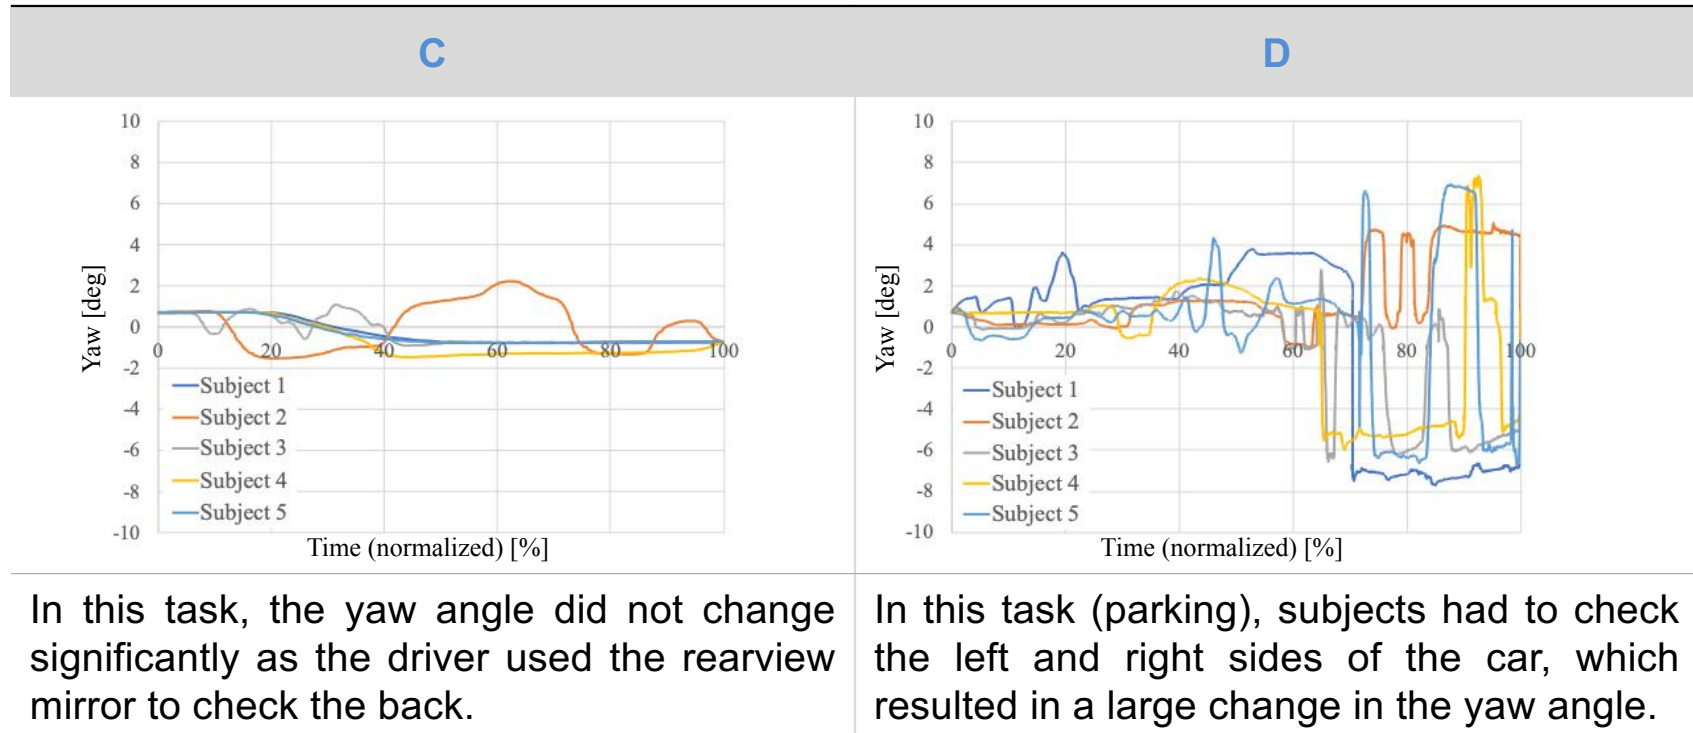 C
D
10
8
6
4
2
0
-2
-4
-6
-8
-10
0
20
40
60
80
100
Yaw [deg]
Time (normalized) [%]
Subject 1
Subject 2
Subject 3
Subject 4
Subject 5
10
8
6
4
2
0
-2
-4
-6
-8
-10
0
20
40
60
80
100
Yaw [deg]
Time (normalized) [%]
Subject 1
Subject 2
Subject 3
Subject 4
Subject 5
In this task, the yaw angle did not change
significantly as the driver used the rearview
mirror to check the back.
In this task (parking), subjects had to check
the left and right sides of the car, which
resulted in a large change in the yaw angle.